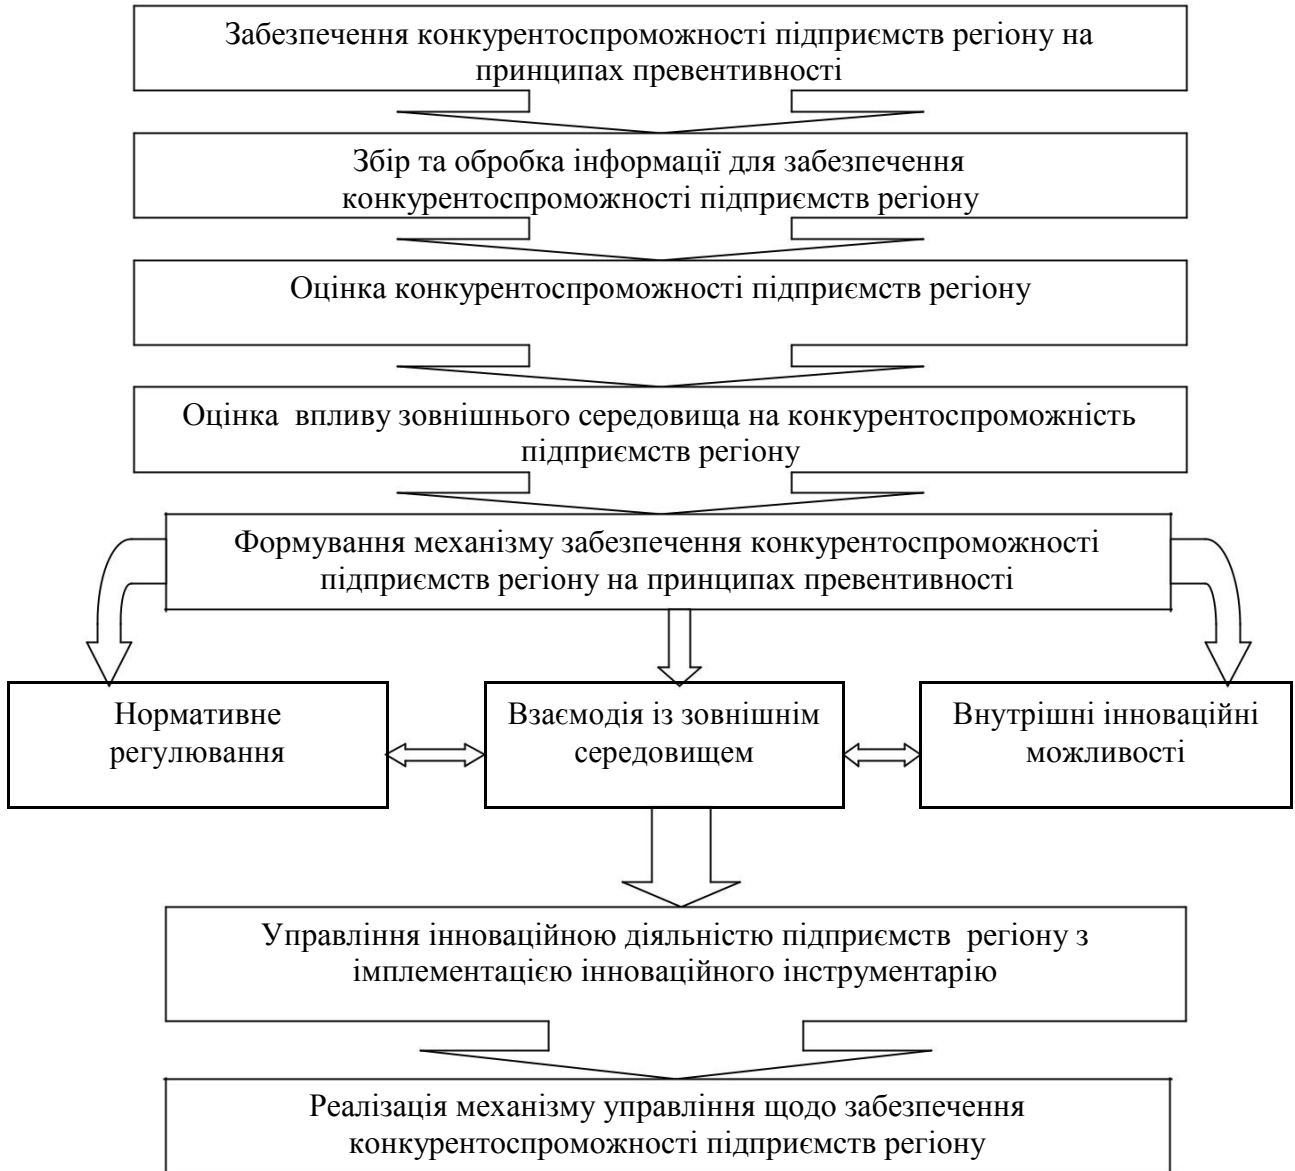 Забезпечення конкурентоспроможності підприємств регіону на
принципах превентивності
Збір та обробка інформації для забезпечення
конкурентоспроможності підприємств регіону
Оцінка конкурентоспроможності підприємств регіону
Оцінка впливу зовнішнього середовища на конкурентоспроможність
підприємств регіону
Формування механізму забезпечення конкурентоспроможності
підприємств регіону на принципах превентивності
Нормативне
регулювання
Взаємодія із зовнішнім
середовищем
Внутрішні інноваційні
можливості
Управління інноваційною діяльністю підприємств регіону з
імплементацією інноваційного інструментарію
Реалізація механізму управління щодо забезпечення
конкурентоспроможності підприємств регіону